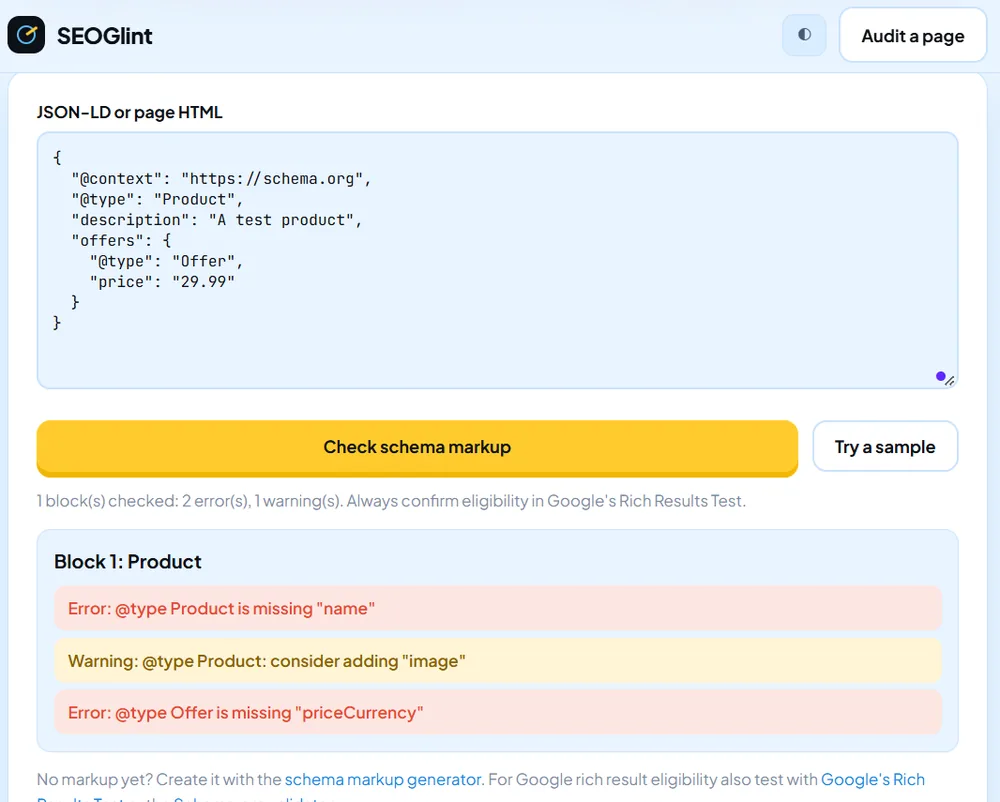 SEOGlint
Audit a page
JSON-LD or page HTML
{
  "@context": "https://schema.org",
  "@type": "Product",
  "description": "A test product",
  "offers": {
    "@type": "Offer",
    "price": "29.99"
  }
}
Check schema markup
Try a sample
1 block(s) checked: 2 error(s), 1 warning(s). Always confirm eligibility in Google's Rich Results Test.
Block 1: Product
Error: @type Product is missing "name"
Warning: @type Product: consider adding "image"
Error: @type Offer is missing "priceCurrency"
No markup yet? Create it with the schema markup generator. For Google rich result eligibility also test with Google's Rich